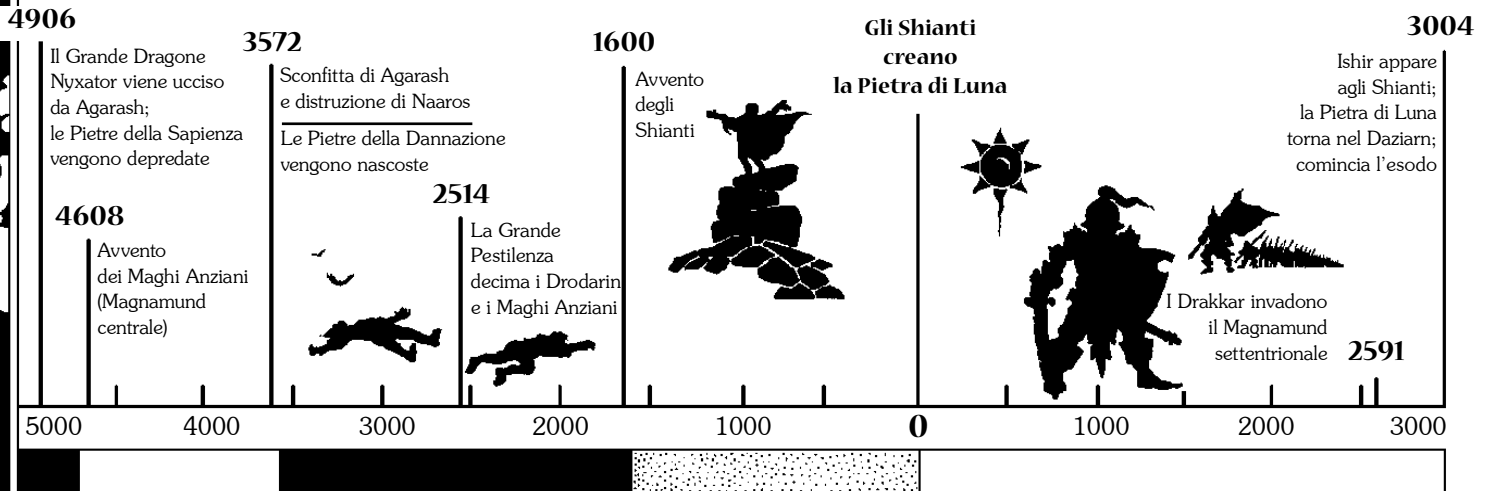 4906
Il Grande Dragone
Nyxator viene ucciso
da Agarash;
le Pietre della Sapienza
vengono depredate
4608
Avvento
dei Maghi Anziani
(Magnamund
centrale)
3572
Sconfitta di Agarash
e distruzione di Naaros
Le Pietre della Dannazione
vengono nascoste
2514
La Grande
Pestilenza
decima i Drodarin
e i Maghi Anziani
1600
Avvento
degli
Shianti
Gli Shianti
creano
la Pietra di Luna
I Drakkar invadono
il Magnamund
settentrionale
2591
3004
Ishir appare
agli Shianti;
la Pietra di Luna
torna nel Daziarn;
comincia l'esodo
5000 4000 3000 2000 1000 0 1000 2000 3000